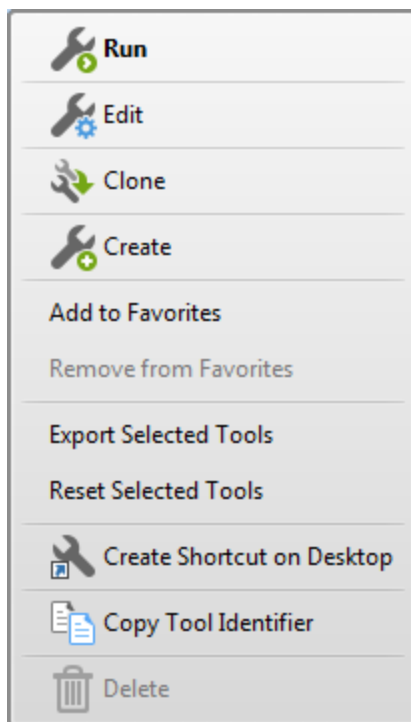 Run
Edit
Clone
Create
Add to Favorites
Remove from Favorites
Export Selected Tools
Reset Selected Tools
Create Shortcut on Desktop
Copy Tool Identifier
Delete